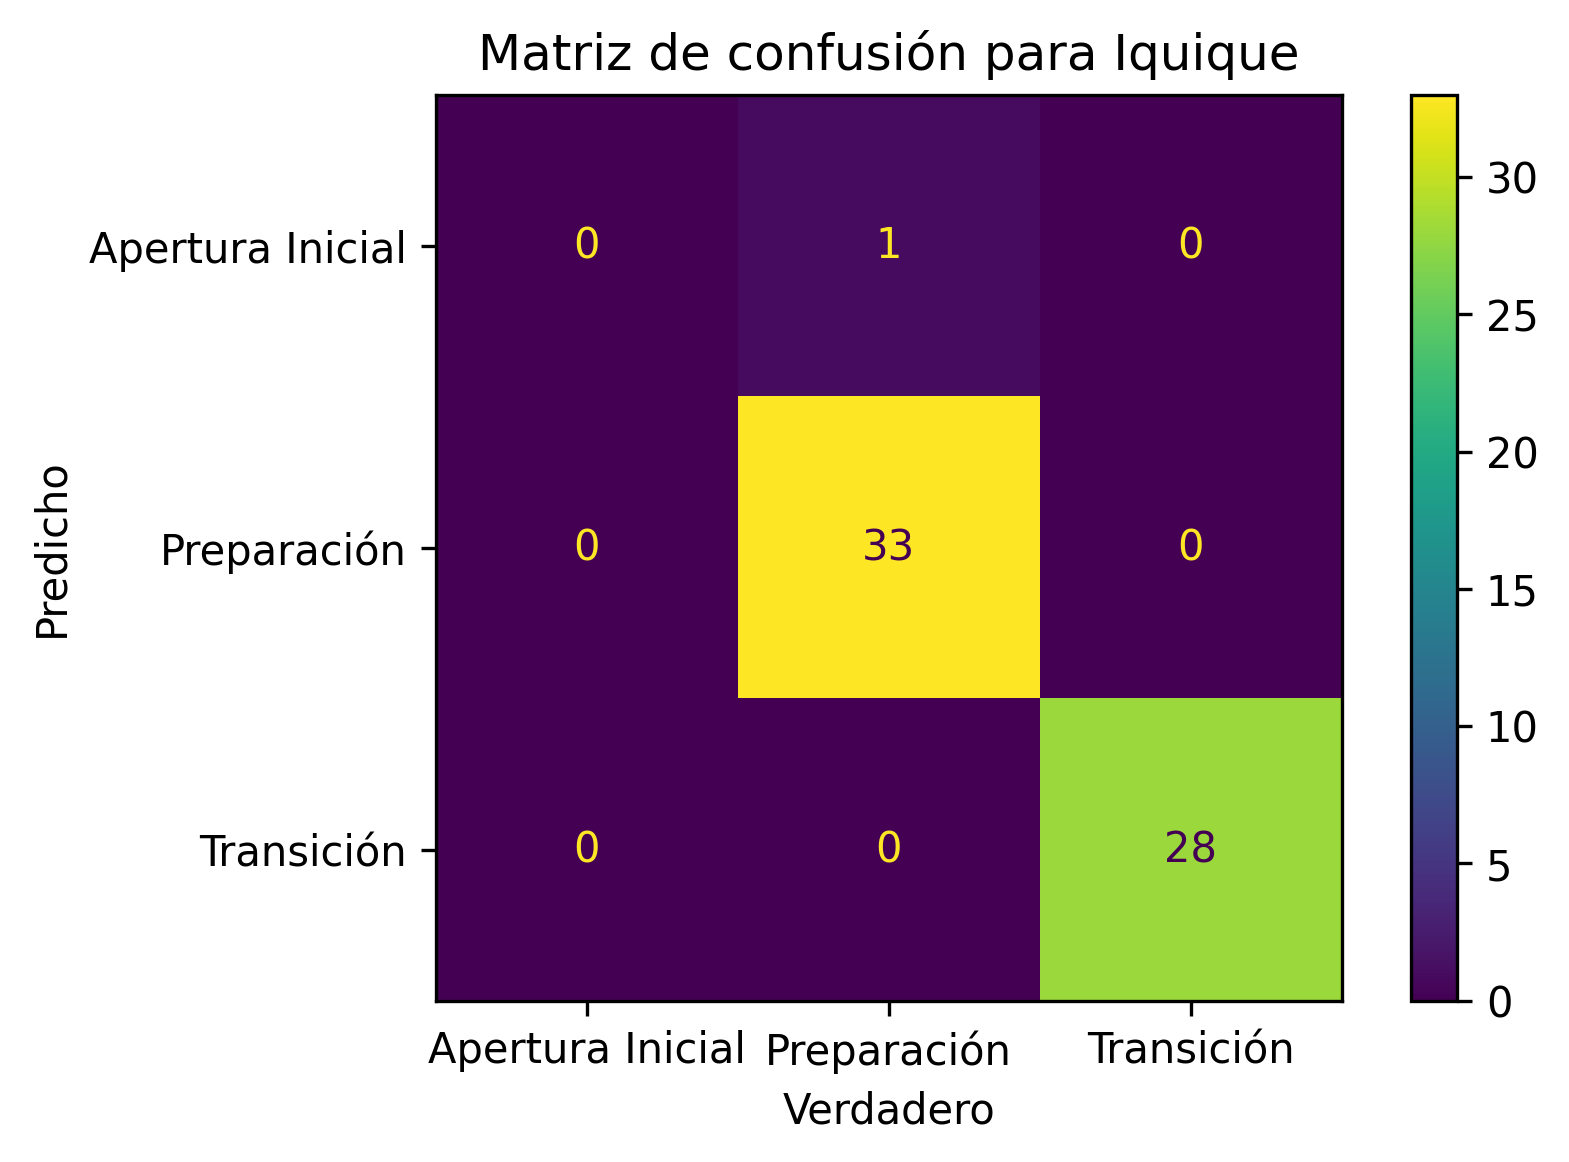 Matriz de confusión para Iquique
Predicho
Apertura Inicial
0 1 0
Preparación
0 33 0
Transición
0 0 28
Apertura Inicial Preparación Transición
Verdadero
30
25
20
15
10
5
0